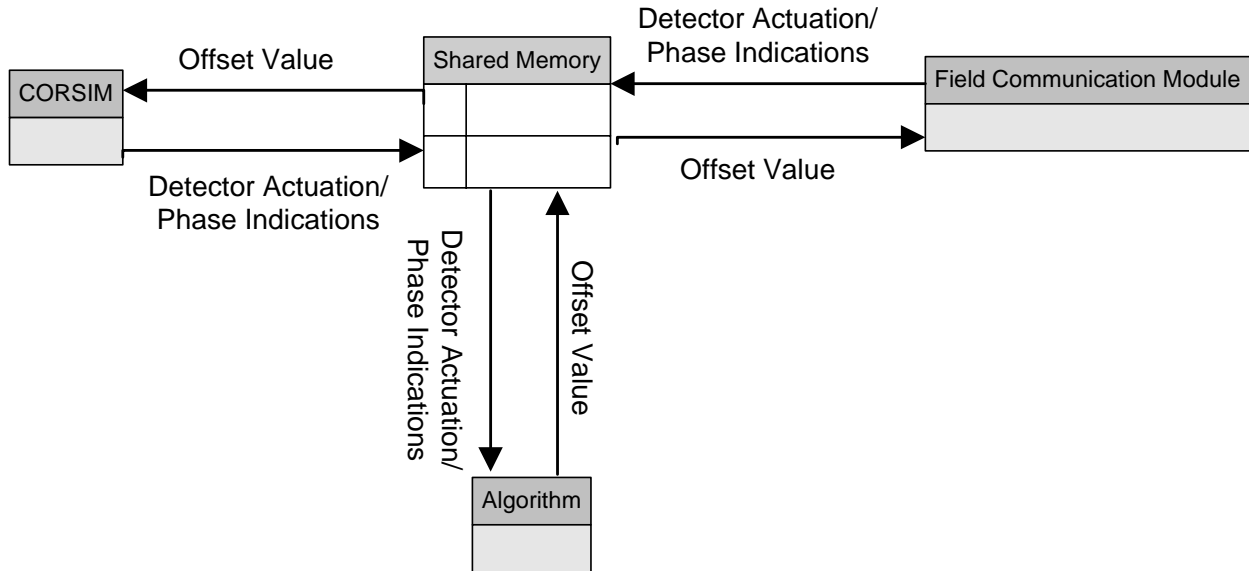 Detector Actuation/
Phase Indications
Offset Value
Shared Memory
CORSIM
Field Communication Module
Detector Actuation/
Phase Indications
Offset Value
Detector Actuation/
Phase Indications
Offset Value
Algorithm